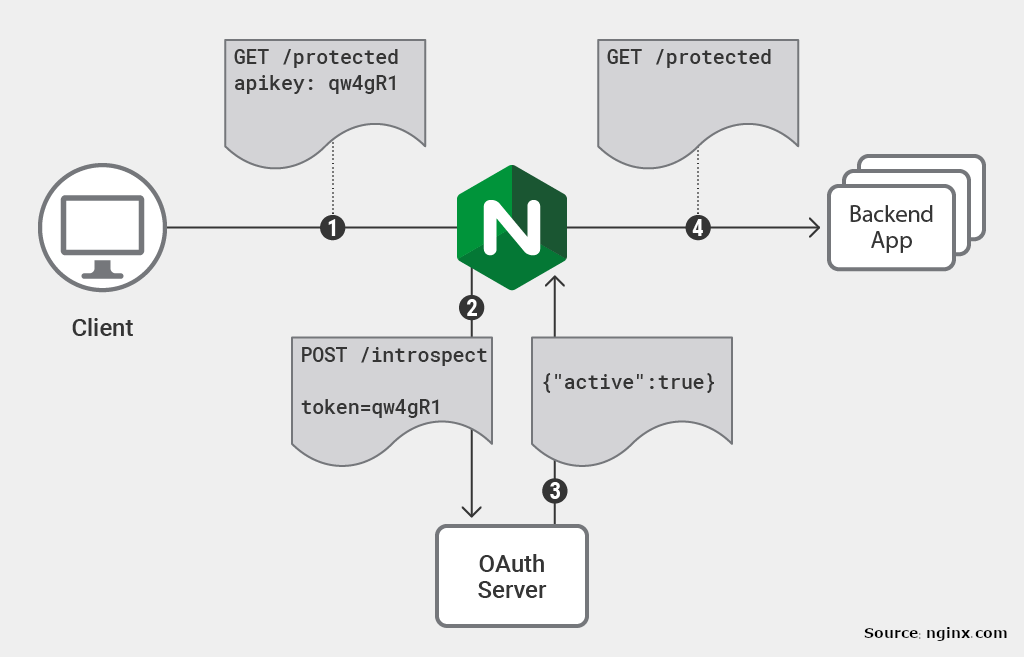 GET /protected
apikey: qw4gR1
GET /protected
1
N
4
Backend
App
Client
2
POST /introspect
token=qw4gR1
{"active":true}
3
OAuth
Server
Source: nginx.com